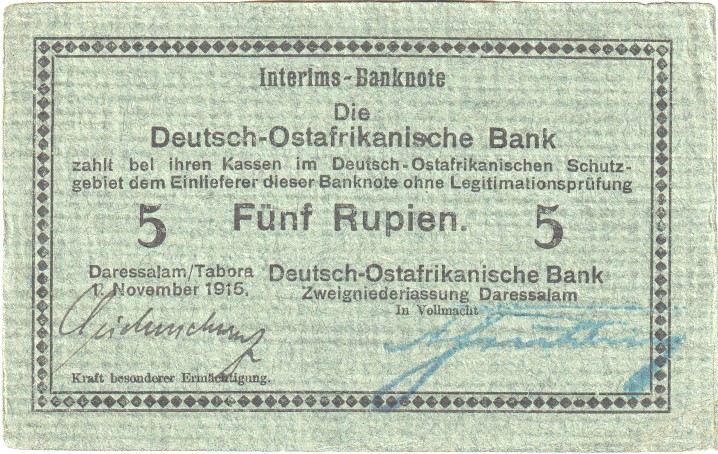 Interims-Banknote
Die
Deutsch-Ostafrikanische Bank
zahlt bei ihren Kassen im Deutsch-Ostafrikanischen Schutz-
gebiet dem Einlieferer dieser Banknote ohne Legitimationsprüfung
5 Fünf Rupien. 5
Daressalam/Tabora
1. November 1915.
Deutsch-Ostafrikanische Bank
Zweigniederlassung Daressalam
In Vollmacht
Kraft besonderer Ermächtigung.